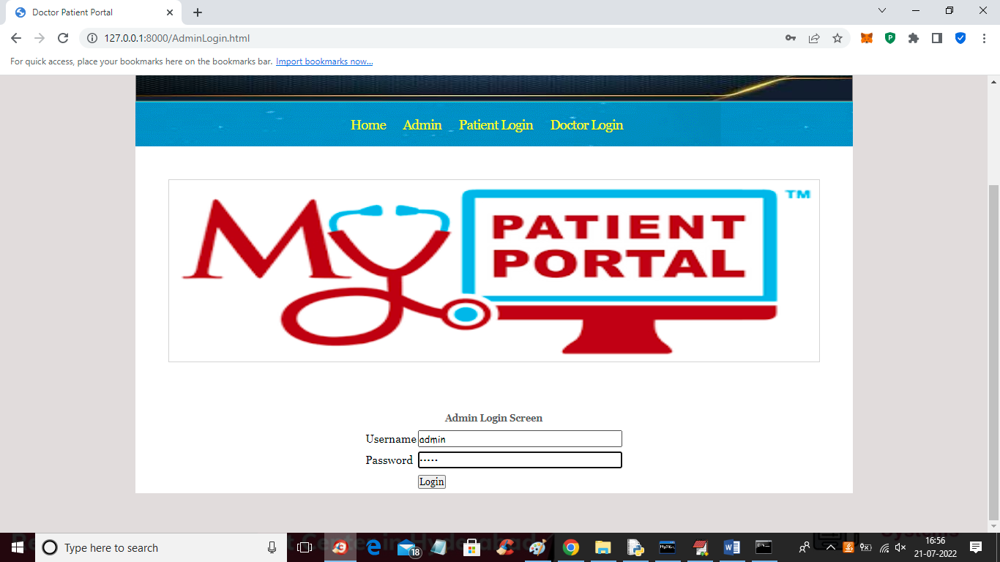 Doctor Patient Portal
127.0.0.1:8000/AdminLogin.html
For quick access, place your bookmarks here on the bookmarks bar. Import bookmarks now...
Home Admin Patient Login Doctor Login
My PATIENT PORTAL TM
Admin Login Screen
Username admin
Password •••••
Login
Type here to search
18
MySQL
16:56
21-07-2022